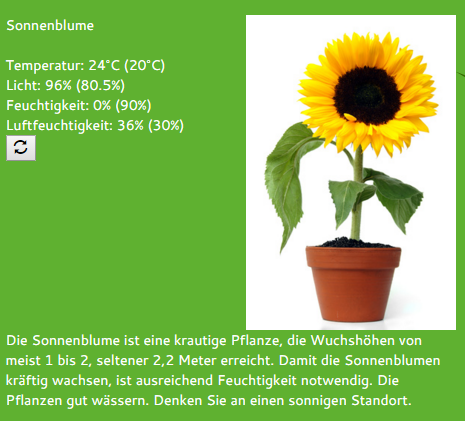 Sonnenblume
Temperatur: 24°C (20°C)
Licht: 96% (80.5%)
Feuchtigkeit: 0% (90%)
Luftfeuchtigkeit: 36% (30%)
Die Sonnenblume ist eine krautige Pflanze, die Wuchshöhen von
meist 1 bis 2, seltener 2,2 Meter erreicht. Damit die Sonnenblumen
kräftig wachsen, ist ausreichend Feuchtigkeit notwendig. Die
Pflanzen gut wässern. Denken Sie an einen sonnigen Standort.